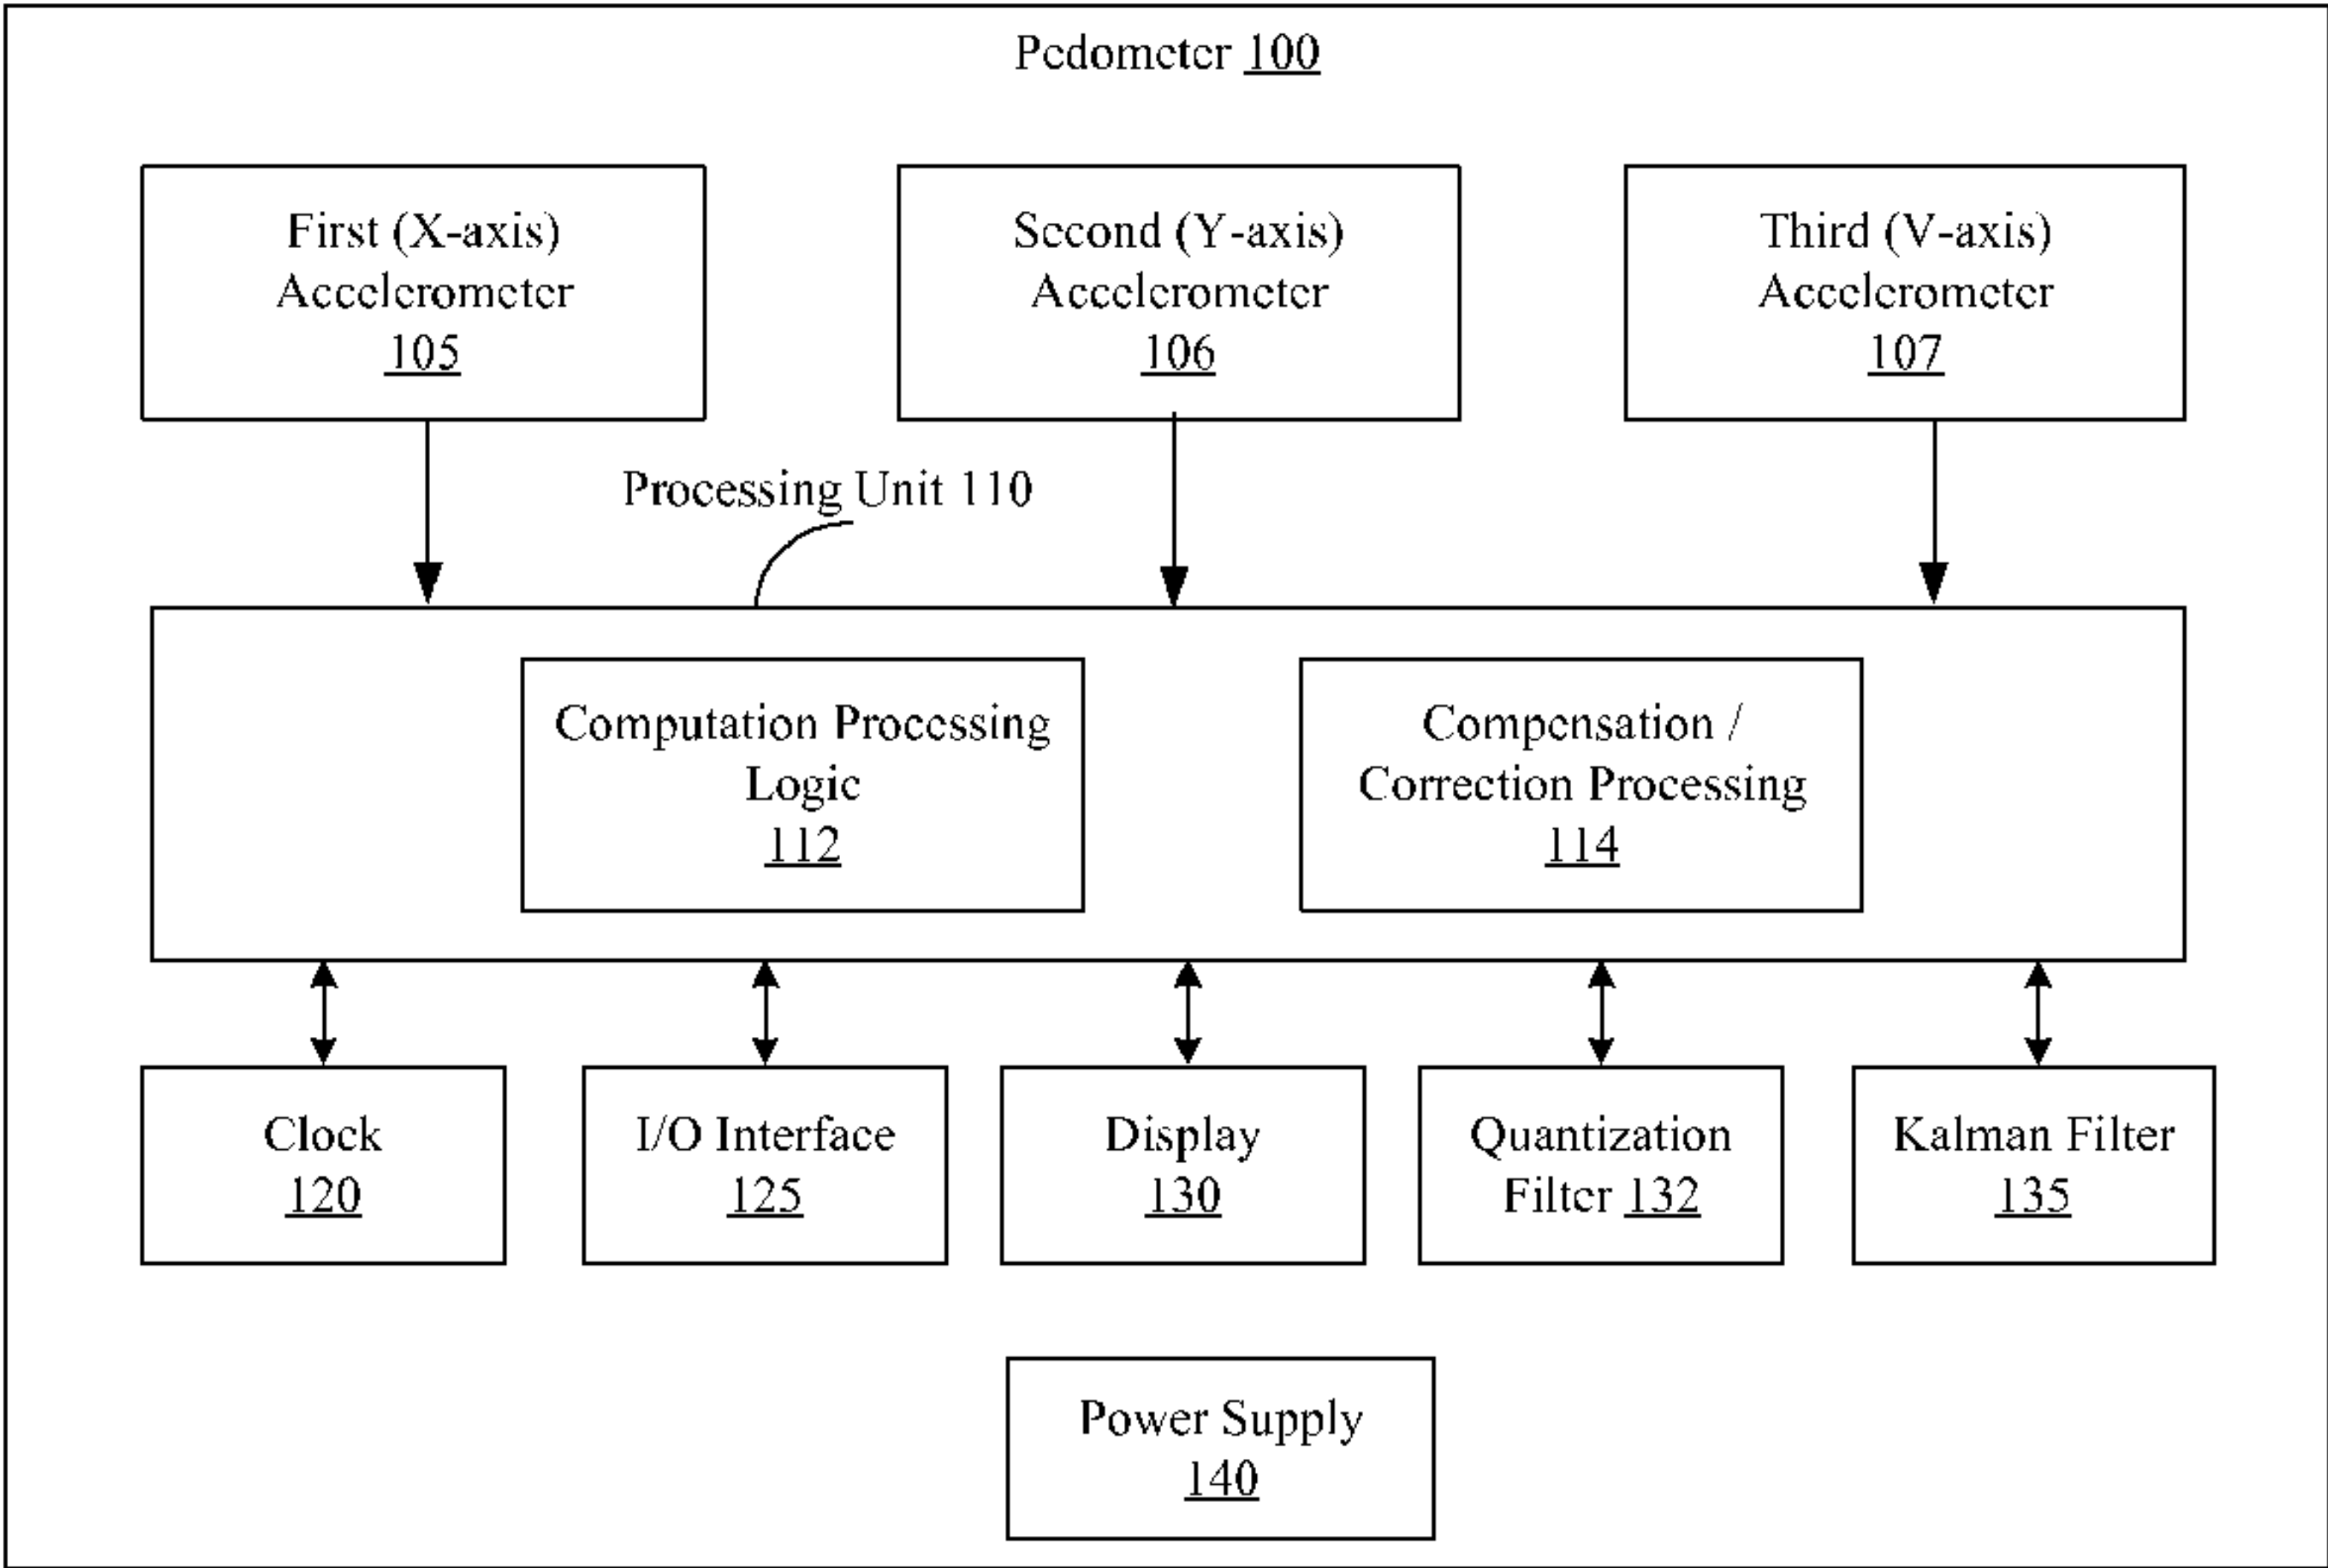 Pedometer 100
First (X-axis)
Accelerometer
105
Second (Y-axis)
Accelerometer
106
Third (V-axis)
Accelerometer
107
Processing Unit 110
Computation Processing
Logic
112
Compensation /
Correction Processing
114
Clock
120
I/O Interface
125
Display
130
Quantization
Filter 132
Kalman Filter
135
Power Supply
140